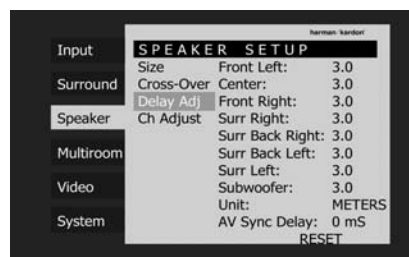 harman/kardon
Input
Surround
Speaker
Multiroom
Video
System
SPEAKER SETUP
Size
Cross-Over
Delay Adj
Ch Adjust
Front Left: 3.0
Center: 3.0
Front Right: 3.0
Surr Right: 3.0
Surr Back Right: 3.0
Surr Back Left: 3.0
Surr Left: 3.0
Subwoofer: 3.0
Unit: METERS
AV Sync Delay: 0 mS
RESET